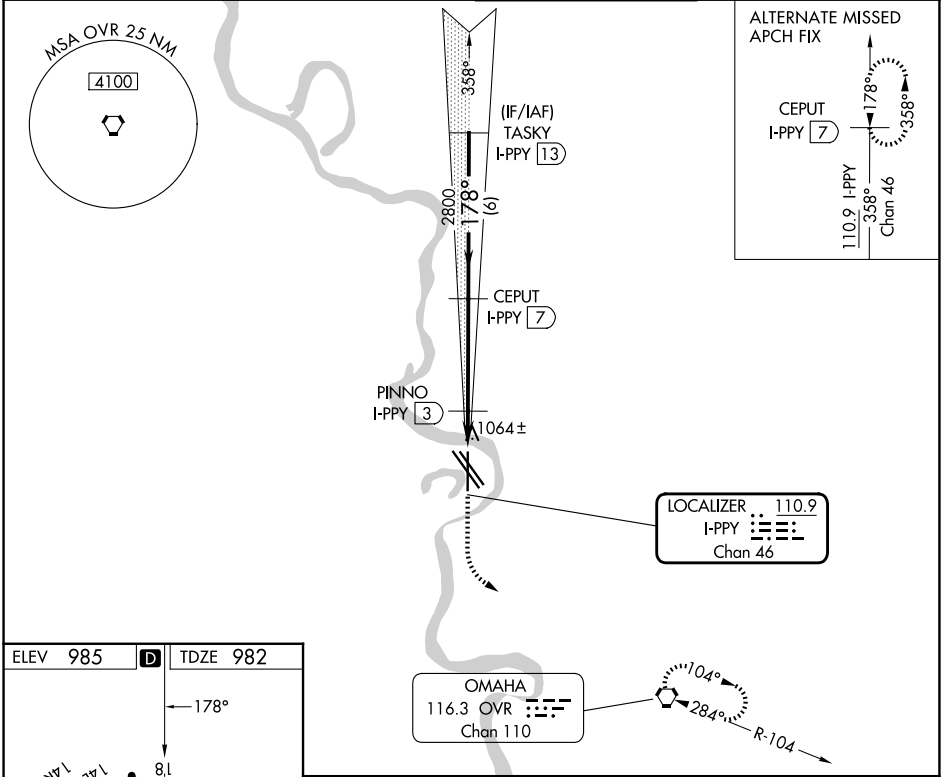 MSA OVR 25 NM
4100
358°
(IF/IAF)
TASKY
I-PPY 13
2800
178°
(6)
CEPUT
I-PPY 7
PINNO
I-PPY 3
1064±
ALTERNATE MISSED
APCH FIX
CEPUT
I-PPY 7
178°
358°
110.9 I-PPY
358°
Chan 46
LOCALIZER 110.9
I-PPY
Chan 46
OMAHA
116.3 OVR
Chan 110
104°
284°
R-104
ELEV 985 D TDZE 982
178°
18